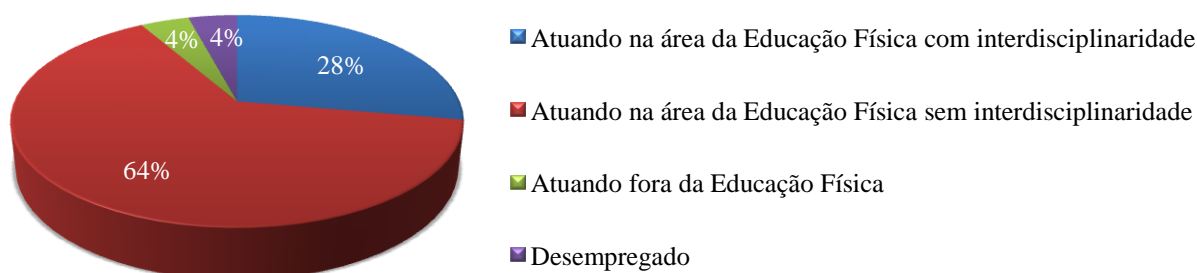 4%
4%
28%
64%
Atuando na área da Educação Física com interdisciplinaridade
Atuando na área da Educação Física sem interdisciplinaridade
Atuando fora da Educação Física
Desempregado